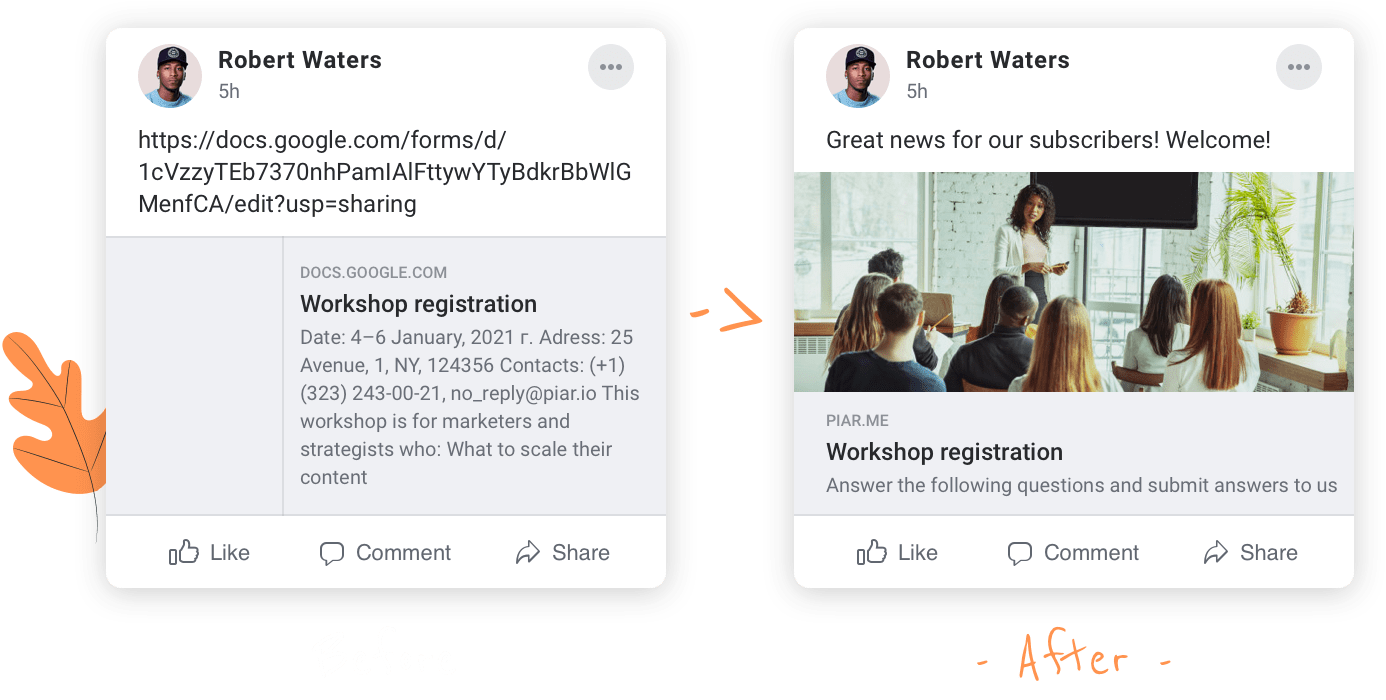 Robert Waters
5h
https://docs.google.com/forms/d/
1cVzzyTEb7370nhPamIAlFttywYTyBdkrBbWlG
MenfCA/edit?usp=sharing
DOCS.GOOGLE.COM
Workshop registration
Date: 4–6 January, 2021 г. Adress: 25
Avenue, 1, NY, 124356 Contacts: (+1)
(323) 243-00-21, no_reply@piar.io This
workshop is for marketers and
strategists who: What to scale their
content
Like
Comment
Share
Robert Waters
5h
Great news for our subscribers! Welcome!
PIAR.ME
Workshop registration
Answer the following questions and submit answers to us
Like
Comment
Share
- After -